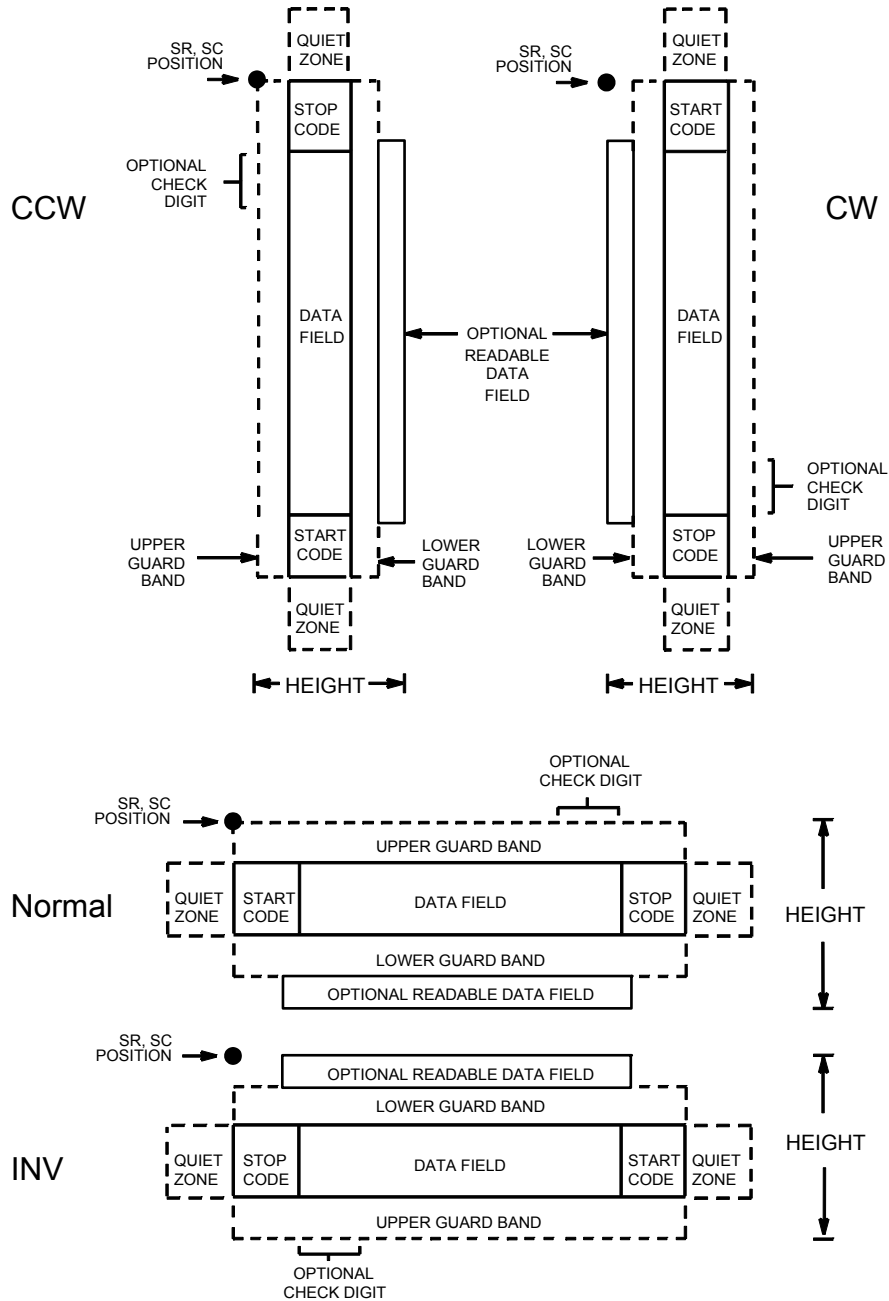 QUIET
ZONE
SR, SC
POSITION
STOP
CODE
OPTIONAL
CHECK
DIGIT
CCW
DATA
FIELD
START
CODE
UPPER
GUARD
BAND
LOWER
GUARD
BAND
QUIET
ZONE
HEIGHT
OPTIONAL
READABLE
DATA
FIELD
QUIET
ZONE
SR, SC
POSITION
START
CODE
CW
DATA
FIELD
OPTIONAL
CHECK
DIGIT
STOP
CODE
LOWER
GUARD
BAND
UPPER
GUARD
BAND
QUIET
ZONE
HEIGHT
OPTIONAL
CHECK DIGIT
SR, SC
POSITION
UPPER GUARD BAND
Normal
QUIET
ZONE
START
CODE
DATA FIELD
STOP
CODE
QUIET
ZONE
HEIGHT
LOWER GUARD BAND
OPTIONAL READABLE DATA FIELD
SR, SC
POSITION
OPTIONAL READABLE DATA FIELD
LOWER GUARD BAND
INV
QUIET
ZONE
STOP
CODE
DATA FIELD
START
CODE
QUIET
ZONE
HEIGHT
UPPER GUARD BAND
OPTIONAL
CHECK DIGIT